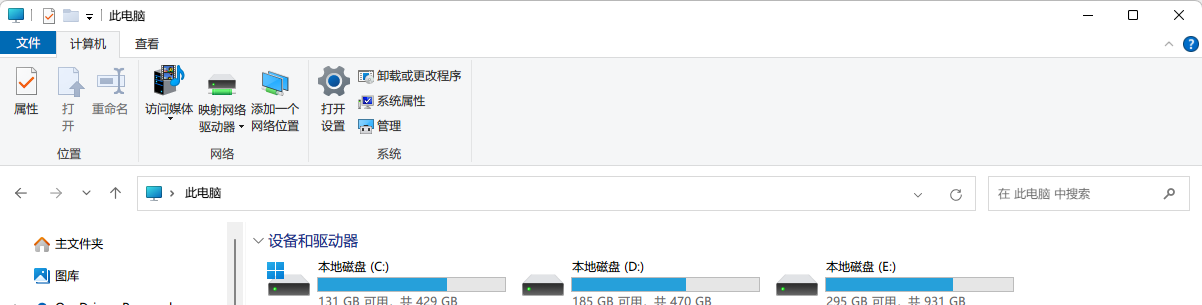 此电脑
文件 计算机 查看
属性 打开 重命名 访问媒体 映射网络驱动器 添加一个网络位置 打开设置 卸载或更改程序
系统属性
管理
位置 网络 系统
此电脑 在 此电脑 中搜索
主文件夹 设备和驱动器
图库 本地磁盘 (C:) 本地磁盘 (D:) 本地磁盘 (E:)
131 GB 可用，共 429 GB 185 GB 可用，共 470 GB 295 GB 可用，共 931 GB